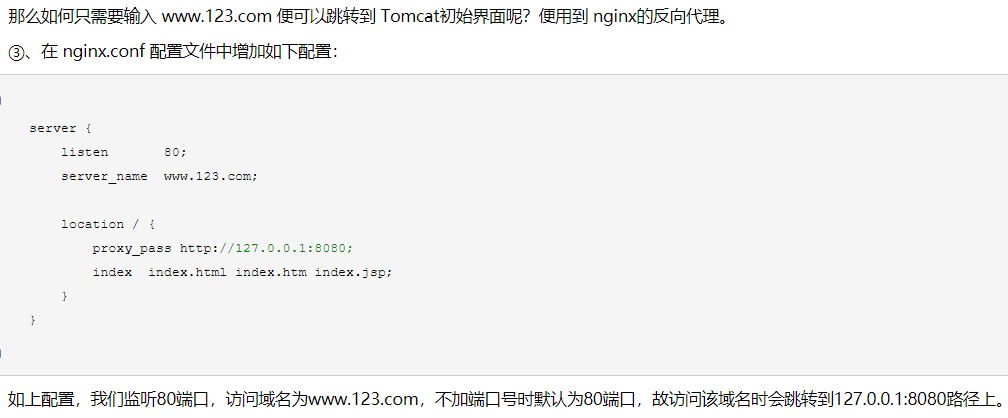 那么如何只需要输入 www.123.com 便可以跳转到 Tomcat初始界面呢？便用到 nginx的反向代理。
③、在 nginx.conf 配置文件中增加如下配置：
server {
listen 80;
server_name www.123.com;
location / {
proxy_pass http://127.0.0.1:8080;
index index.html index.htm index.jsp;
}
}
如上配置，我们监听80端口，访问域名为www.123.com，不加端口号时默认为80端口，故访问该域名时会跳转到127.0.0.1:8080路径上。